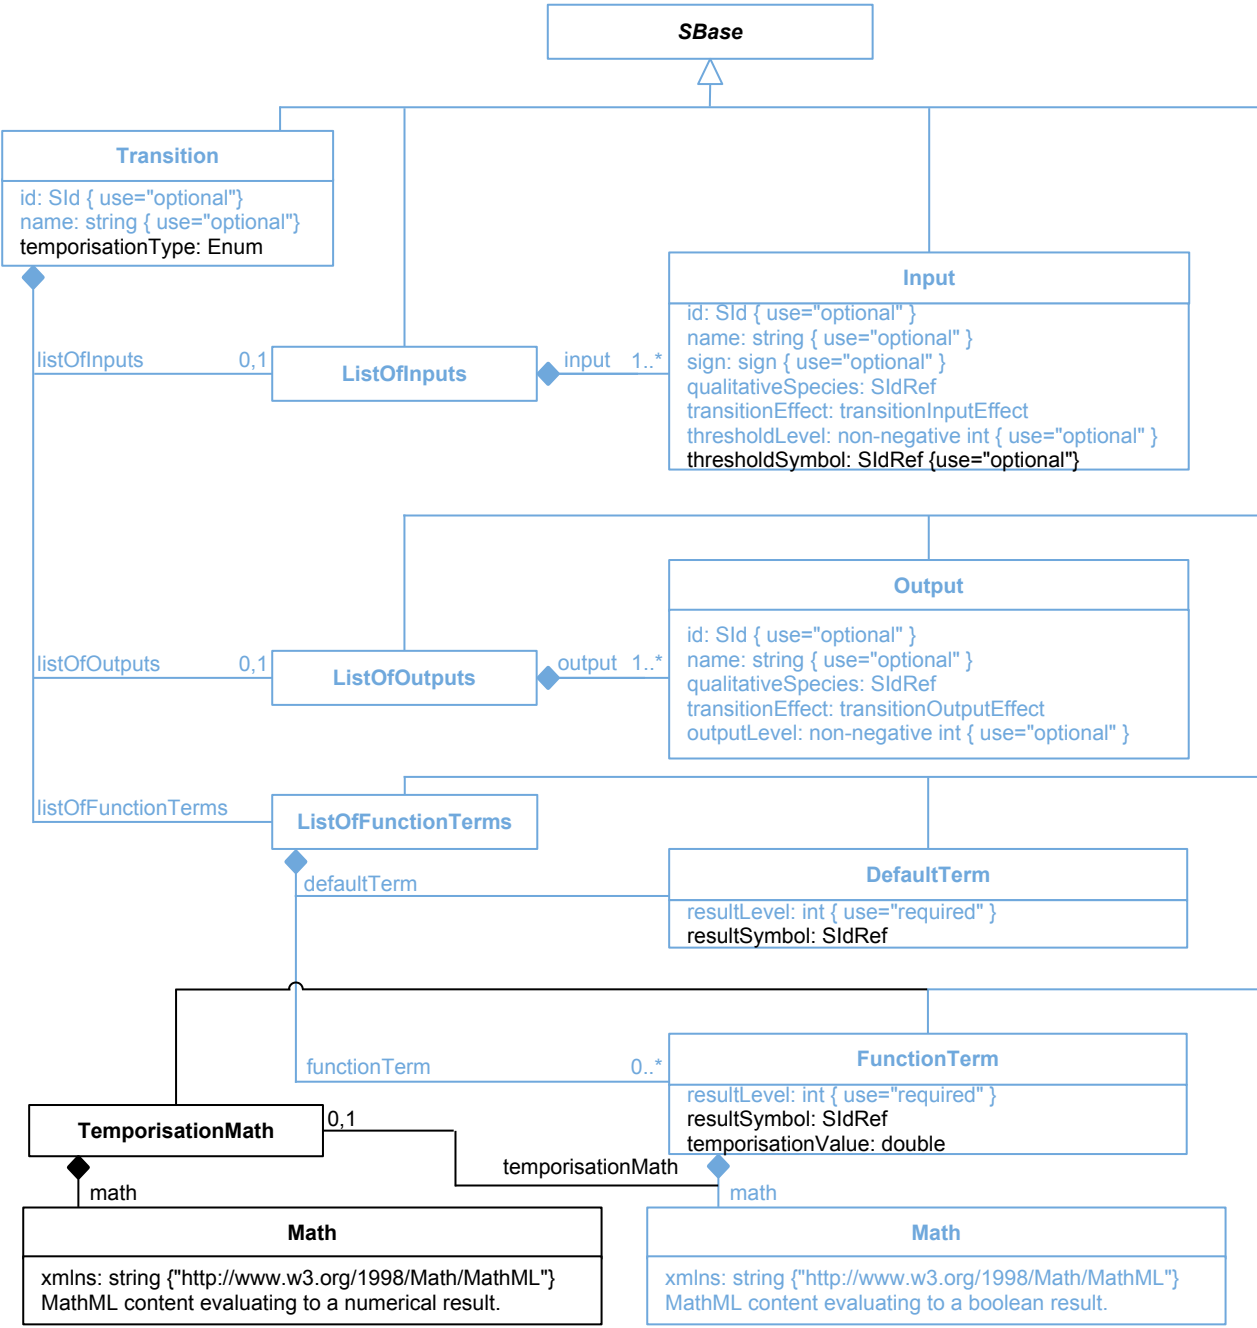 SBase
Transition
id: SId { use="optional"}
name: string { use="optional"}
temporisationType: Enum
Input
id: SId { use="optional" }
name: string { use="optional" }
sign: sign { use="optional" }
qualitativeSpecies: SIdRef
transitionEffect: transitionInputEffect
thresholdLevel: non-negative int { use="optional" }
thresholdSymbol: SIdRef {use="optional"}
listOfInputs 0,1
ListOfInputs
input 1..*
Output
id: SId { use="optional" }
name: string { use="optional" }
qualitativeSpecies: SIdRef
transitionEffect: transitionOutputEffect
outputLevel: non-negative int { use="optional" }
listOfOutputs 0,1
ListOfOutputs
output 1..*
listOfFunctionTerms
ListOfFunctionTerms
defaultTerm
DefaultTerm
resultLevel: int { use="required" }
resultSymbol: SIdRef
functionTerm 0..*
FunctionTerm
resultLevel: int { use="required" }
resultSymbol: SIdRef
temporisationValue: double
TemporisationMath
0,1
temporisationMath
math
math
Math
xmlns: string {"http://www.w3.org/1998/Math/MathML"}
MathML content evaluating to a numerical result.
Math
xmlns: string {"http://www.w3.org/1998/Math/MathML"}
MathML content evaluating to a boolean result.